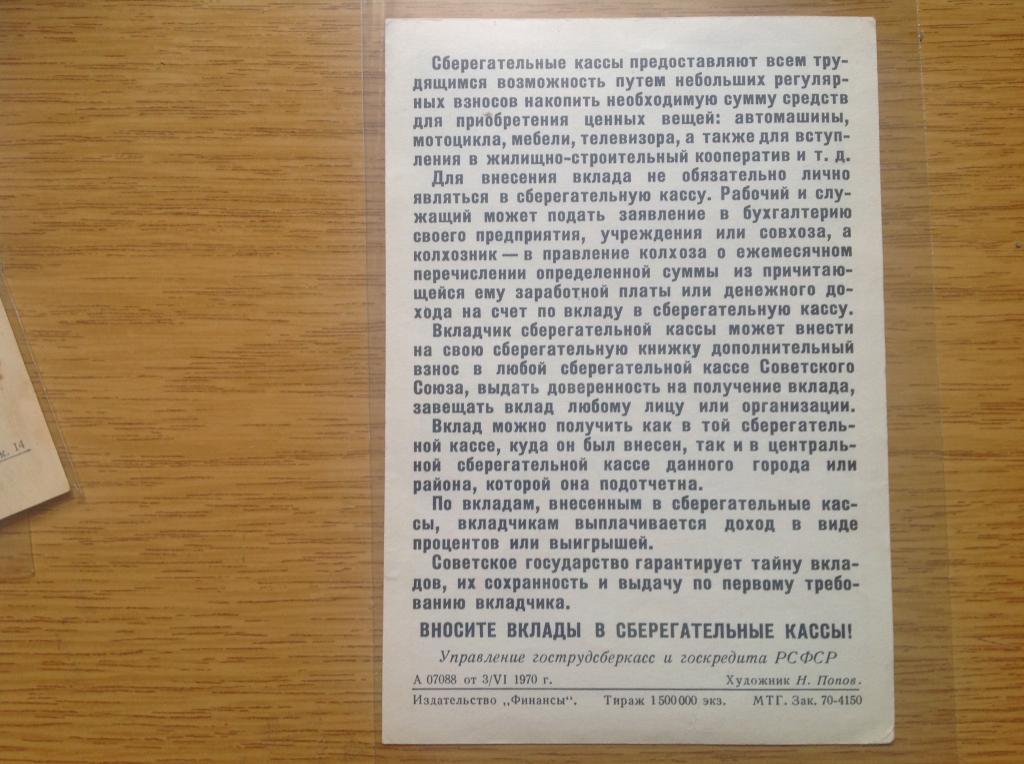 Сберегательные кассы предоставляют всем тру-
дящимся возможность путем небольших регуляр-
ных взносов накопить необходимую сумму средств
для приобретения ценных вещей: автомашины,
мотоцикла, мебели, телевизора, а также для вступ-
ления в жилищно-строительный кооператив и т. д.
Для внесения вклада не обязательно лично
являться в сберегательную кассу. Рабочий и слу-
жащий может подать заявление в бухгалтерию
своего предприятия, учреждения или совхоза, а
колхозник — в правление колхоза о ежемесячном
перечислении определенной суммы из причитаю-
щейся ему заработной платы или денежного до-
хода на счет по вкладу в сберегательную кассу.
Вкладчик сберегательной кассы может внести
на свою сберегательную книжку дополнительный
взнос в любой сберегательной кассе Советского
Союза, выдать доверенность на получение вклада,
завещать вклад любому лицу или организации.
Вклад можно получить как в той сберегатель-
ной кассе, куда он был внесен, так и в централь-
ной сберегательной кассе данного города или
района, которой она подотчетна.
По вкладам, внесенным в сберегательные кас-
сы, вкладчикам выплачивается доход в виде
процентов или выигрышей.
Советское государство гарантирует тайну вкла-
дов, их сохранность и выдачу по первому требо-
ванию вкладчика.
ВНОСИТЕ ВКЛАДЫ В СБЕРЕГАТЕЛЬНЫЕ КАССЫ!
Управление гострудсберкасс и госкредита РСФСР
А 07088 от 3/VI 1970 г. Художник Н. Попов.
Издательство „Финансы“. Тираж 1 500 000 экз. МТГ. Зак. 70-4150
к. 14